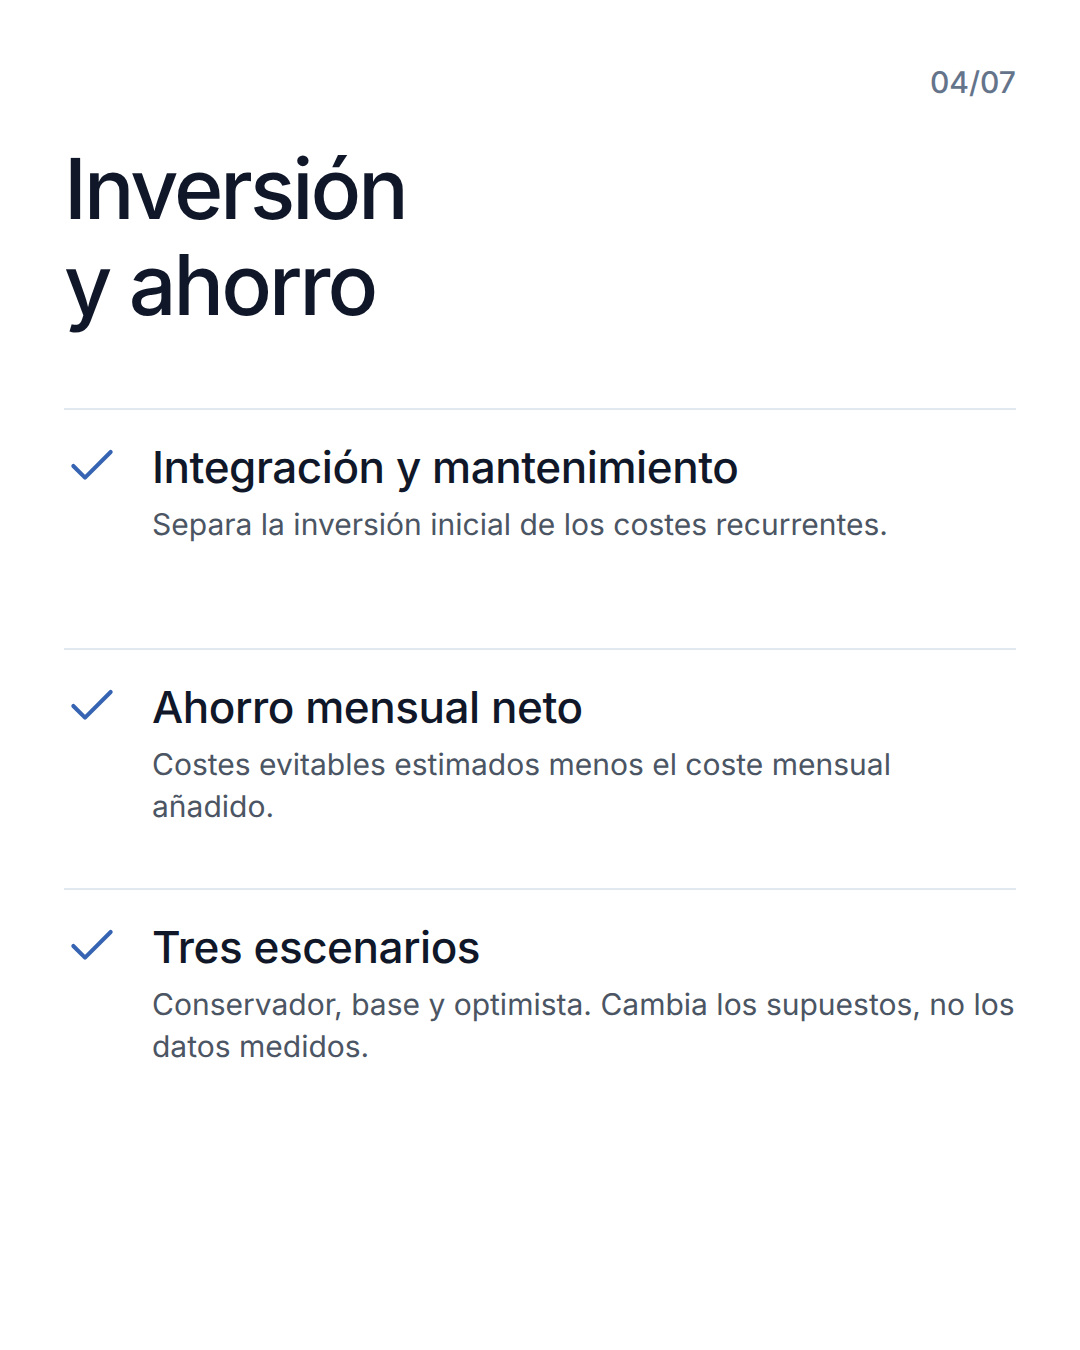 04/07
Inversión
y ahorro
Integración y mantenimiento
Separa la inversión inicial de los costes recurrentes.
Ahorro mensual neto
Costes evitables estimados menos el coste mensual
añadido.
Tres escenarios
Conservador, base y optimista. Cambia los supuestos, no los
datos medidos.